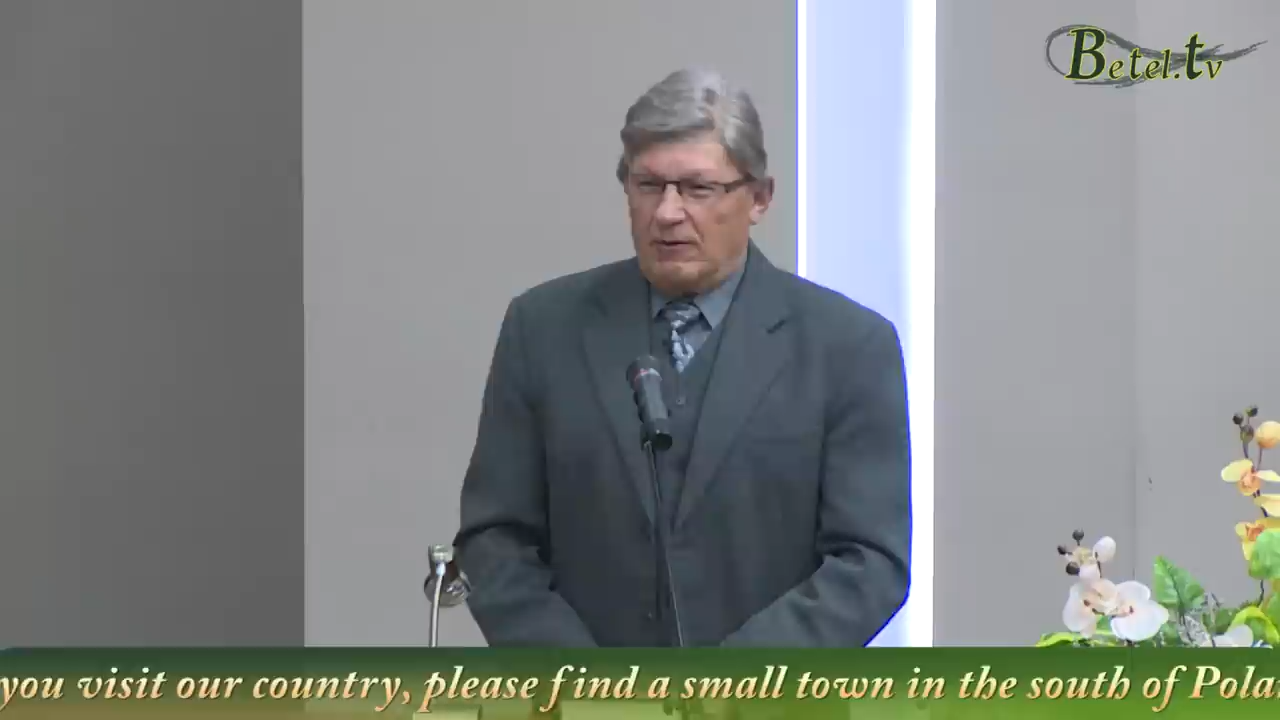 Betel.tv
you visit our country, please find a small town in the south of Pola